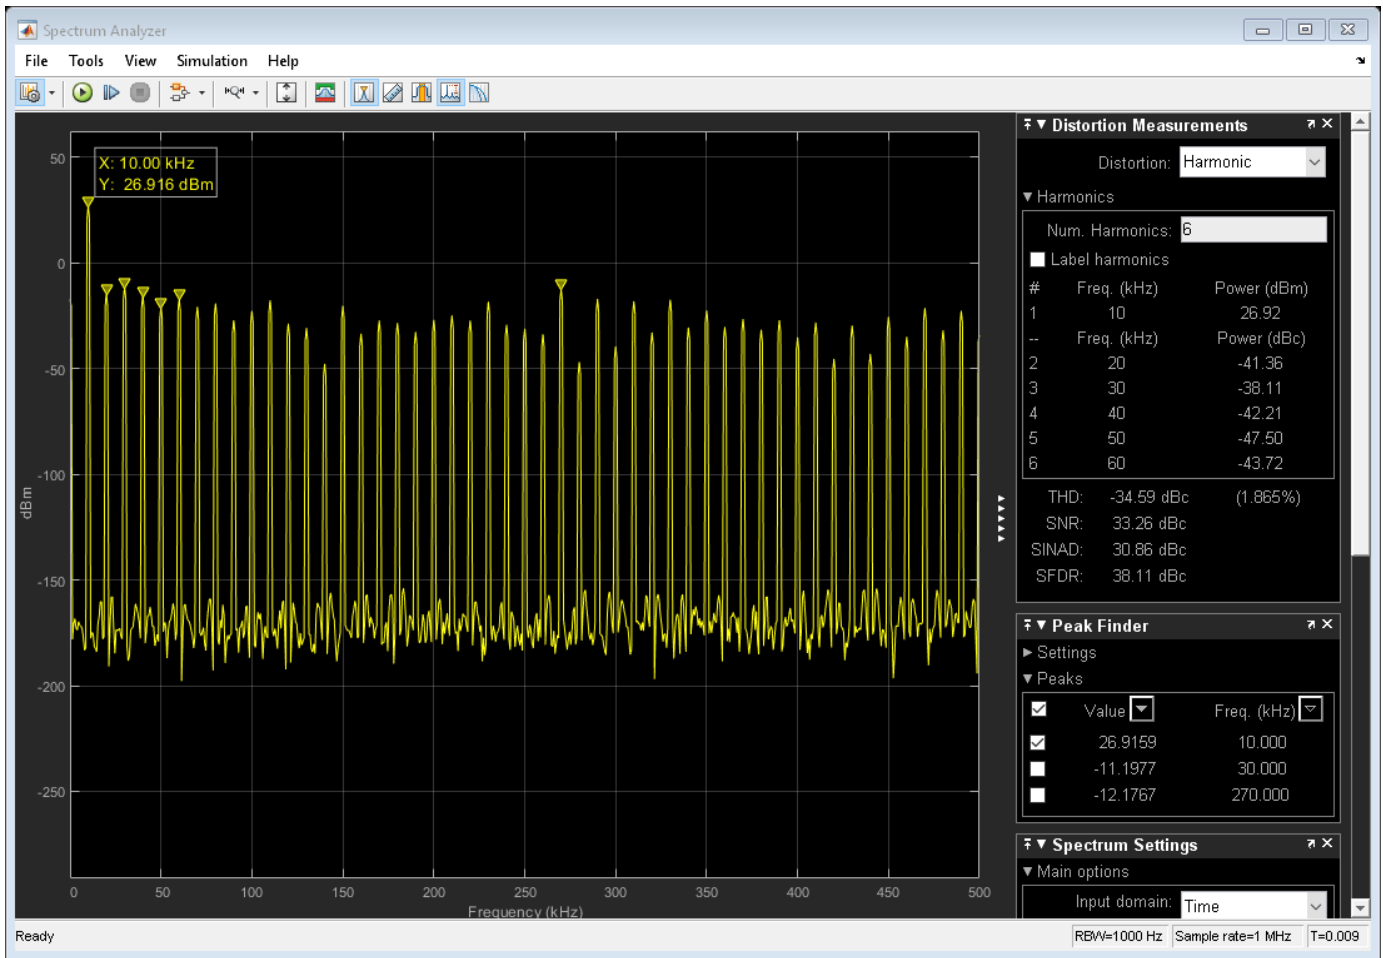 Spectrum Analyzer
File Tools View Simulation Help
X: 10.00 kHz
Y: 26.916 dBm
50
0
-50
-100
-150
-200
-250
dBm
0 50 100 150 200 250 300 350 400 450 500
Frequency (kHz)
Distortion Measurements
Distortion: Harmonic
Harmonics
Num. Harmonics: 6
Label harmonics
# Freq. (kHz) Power (dBm)
1 10 26.92
-- Freq. (kHz) Power (dBc)
2 20 -41.36
3 30 -38.11
4 40 -42.21
5 50 -47.50
6 60 -43.72
THD: -34.59 dBc (1.865%)
SNR: 33.26 dBc
SINAD: 30.86 dBc
SFDR: 38.11 dBc
Peak Finder
Settings
Peaks
Value Freq. (kHz)
26.9159 10.000
-11.1977 30.000
-12.1767 270.000
Spectrum Settings
Main options
Input domain: Time
Ready RBW=1000 Hz Sample rate=1 MHz T=0.009